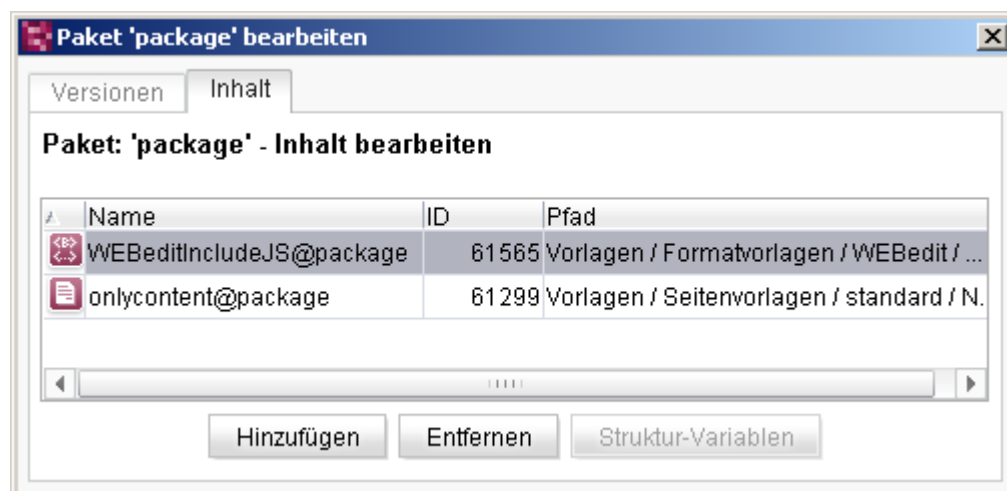 Paket 'package' bearbeiten
Versionen Inhalt
Paket: 'package' - Inhalt bearbeiten
Name ID Pfad
WEBeditIncludeJS@package 61565 Vorlagen / Formatvorlagen / WEBedit / ...
onlycontent@package 61299 Vorlagen / Seitenvorlagen / standard / N.
Hinzufügen Entfernen Struktur-Variablen